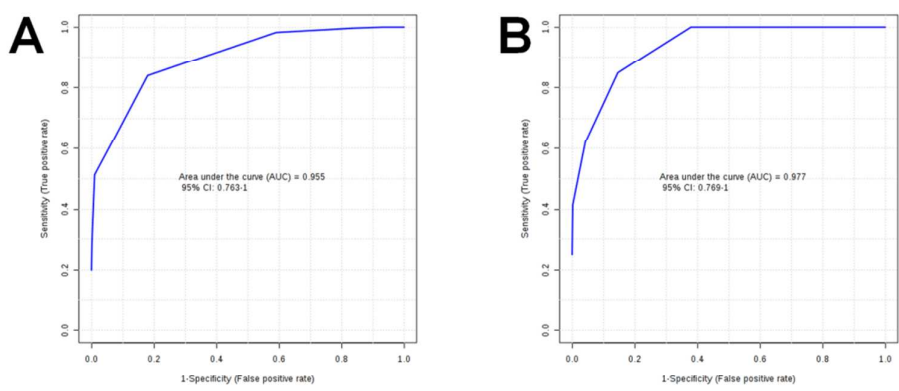 A
Sensitivity (True positive rate)
1.0
0.8
0.6
0.4
0.2
0.0
Area under the curve (AUC) = 0.955
95% CI: 0.763-1
0.0 0.2 0.4 0.6 0.8 1.0
1-Specificity (False positive rate)
B
Sensitivity (True positive rate)
1.0
0.8
0.6
0.4
0.2
0.0
Area under the curve (AUC) = 0.977
95% CI: 0.769-1
0.0 0.2 0.4 0.6 0.8 1.0
1-Specificity (False positive rate)